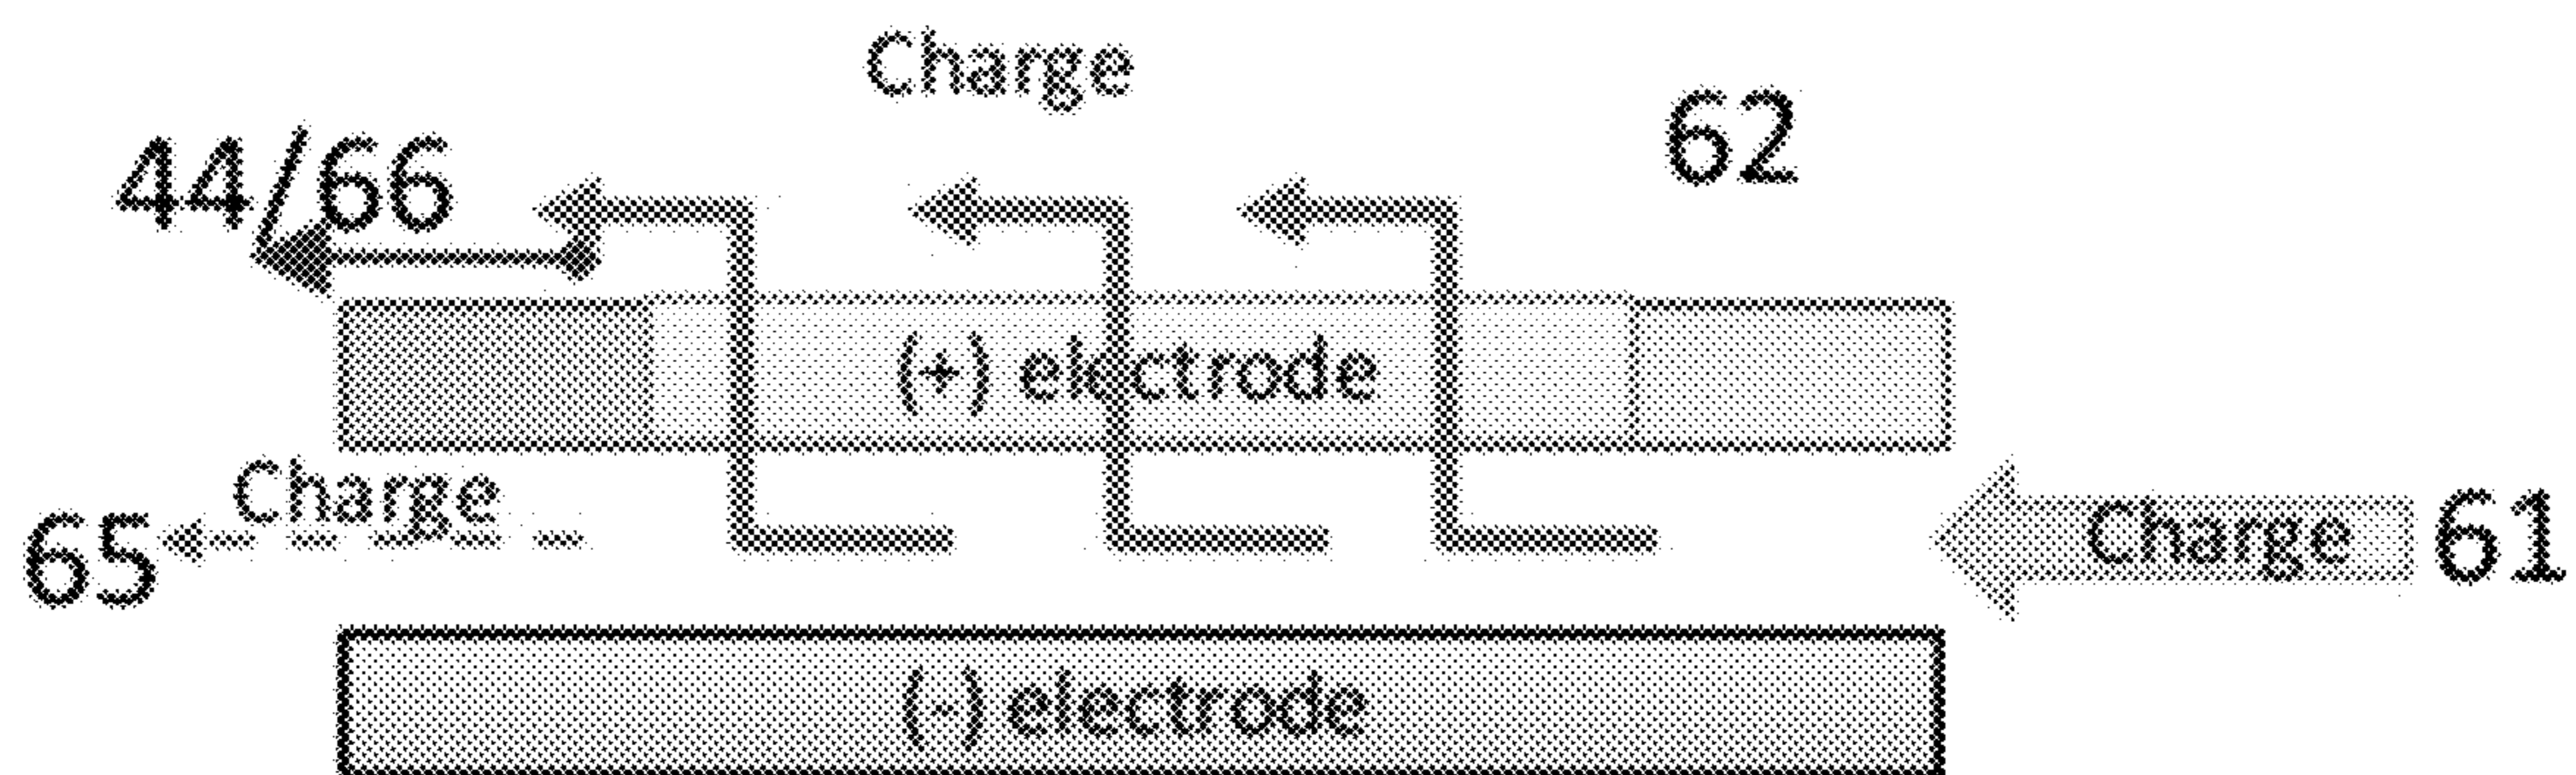 Charge
62
44/66
(+) electrode
Charge
65
Charge
61
(-) electrode